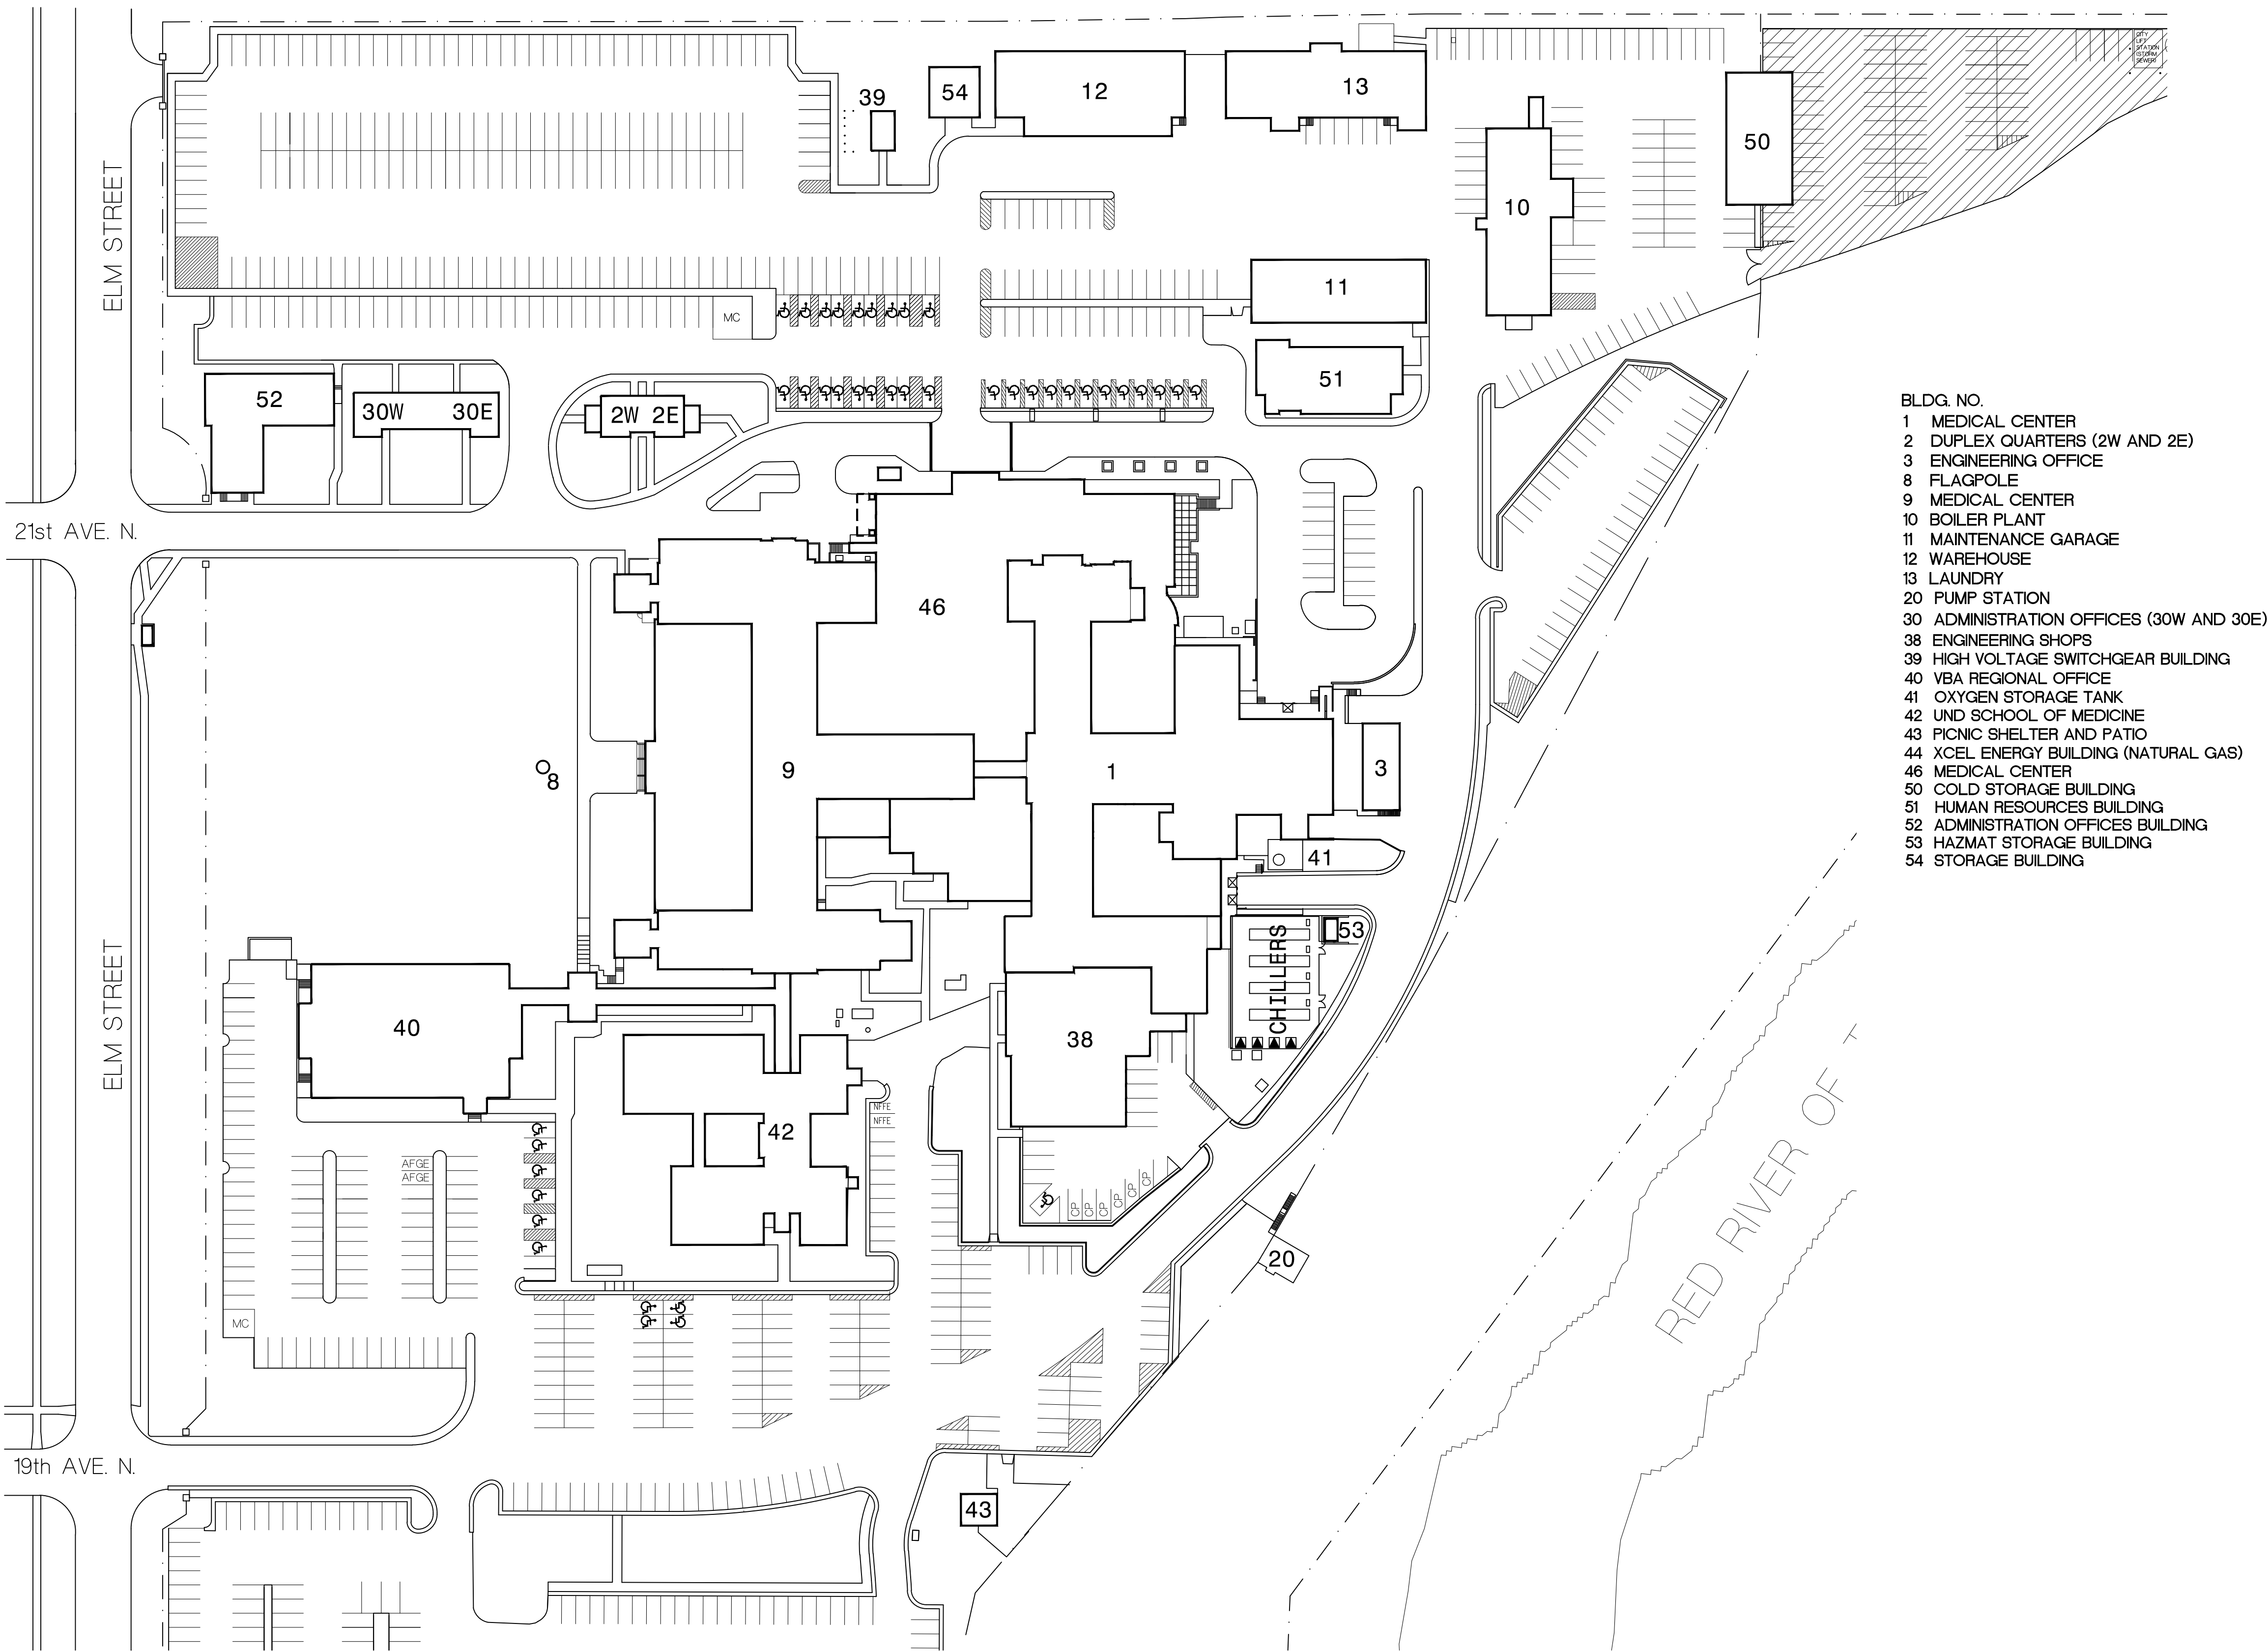 CITY
LIFT
STATION
(STORM
SEWER)
39
54
12
13
50
ELM STREET
10
11
MC
52
30W 30E
2W 2E
51
21st AVE. N.
46
8
9
1
3
41
53
CHILLERS
ELM STREET
40
38
NFFE
NFFE
42
AFGE
AFGE
CP
CP
CP
CP
CP
CP
20
MC
RED RIVER OF T
19th AVE. N.
43
BLDG. NO.
1 MEDICAL CENTER
2 DUPLEX QUARTERS (2W AND 2E)
3 ENGINEERING OFFICE
8 FLAGPOLE
9 MEDICAL CENTER
10 BOILER PLANT
11 MAINTENANCE GARAGE
12 WAREHOUSE
13 LAUNDRY
20 PUMP STATION
30 ADMINISTRATION OFFICES (30W AND 30E)
38 ENGINEERING SHOPS
39 HIGH VOLTAGE SWITCHGEAR BUILDING
40 VBA REGIONAL OFFICE
41 OXYGEN STORAGE TANK
42 UND SCHOOL OF MEDICINE
43 PICNIC SHELTER AND PATIO
44 XCEL ENERGY BUILDING (NATURAL GAS)
46 MEDICAL CENTER
50 COLD STORAGE BUILDING
51 HUMAN RESOURCES BUILDING
52 ADMINISTRATION OFFICES BUILDING
53 HAZMAT STORAGE BUILDING
54 STORAGE BUILDING